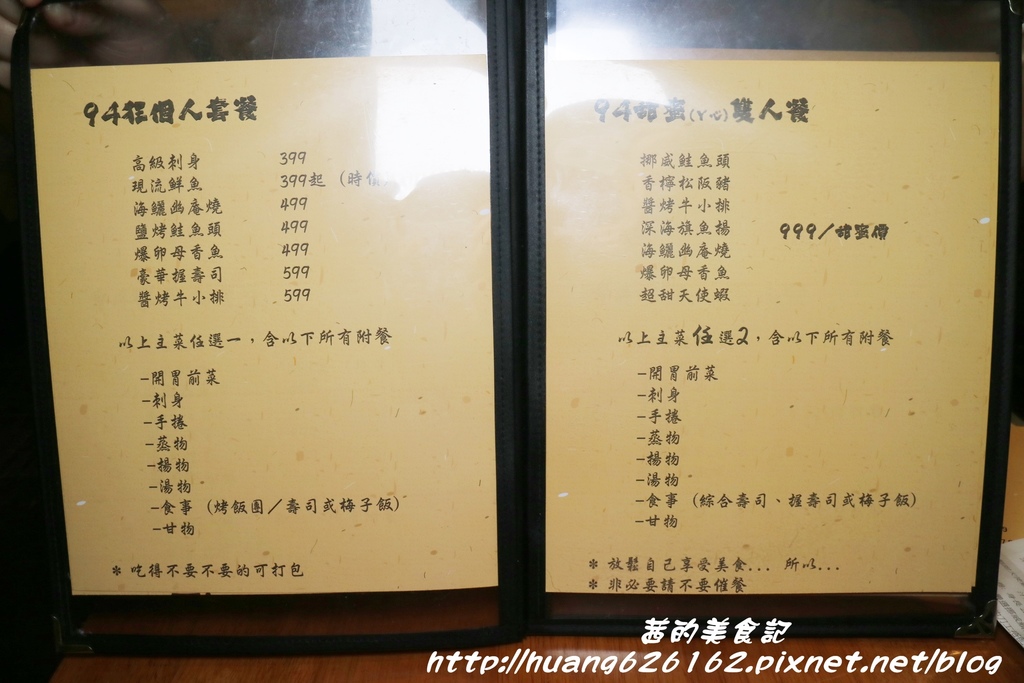 94狂個人套餐
高級刺身 399
現流鮮魚 399起 (時價
海鱺幽庵燒 499
鹽烤鮭魚頭 499
爆卵母香魚 499
豪華握壽司 599
醬烤牛小排 599
以上主菜任選一，含以下所有附餐
-開胃前菜
-刺身
-手捲
-蒸物
-揚物
-湯物
-食事 (烤飯團／壽司或梅子飯)
-甘物
* 吃得不要不要的可打包
94甜蜜(Y-Y)雙人餐
挪威鮭魚頭
香檸松阪豬
醬烤牛小排
深海旗魚揚
海鱺幽庵燒
爆卵母香魚
超甜天使蝦
999/甜蜜價
以上主菜任選2，含以下所有附餐
-開胃前菜
-刺身
-手捲
-蒸物
-揚物
-湯物
-食事 (綜合壽司、握壽司或梅子飯)
-甘物
* 放鬆自己享受美食... 所以...
* 非必要請不要催餐
茜的美食記
http://huang626162.pixnet.net/blog